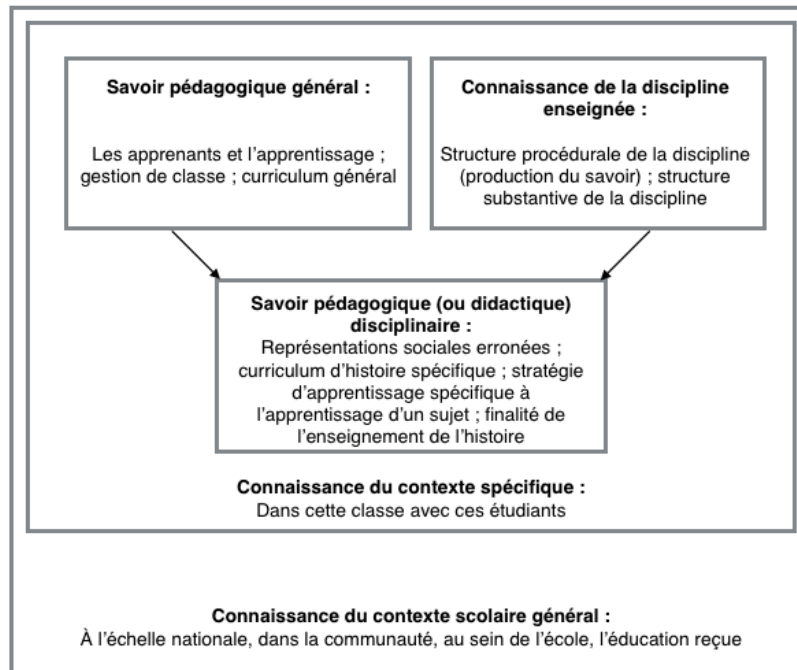 Savoir pédagogique général :
Les apprenants et l'apprentissage ;
gestion de classe ; curriculum général
Connaissance de la discipline
enseignée :
Structure procédurale de la discipline
(production du savoir) ; structure
substantive de la discipline
Savoir pédagogique (ou didactique)
disciplinaire :
Représentations sociales erronées ;
curriculum d'histoire spécifique ; stratégie
d'apprentissage spécifique à
l'apprentissage d'un sujet ; finalité de
l'enseignement de l'histoire
Connaissance du contexte spécifique :
Dans cette classe avec ces étudiants
Connaissance du contexte scolaire général :
À l'échelle nationale, dans la communauté, au sein de l'école, l'éducation reçue